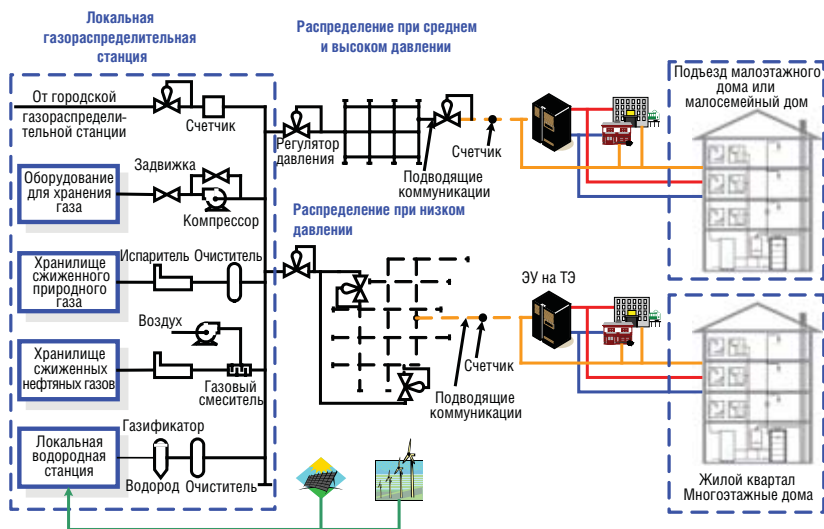 Локальная
газораспределительная
станция
Распределение при среднем
и высоком давлении
От городской
газораспредели-
тельной станции
Счетчик
Регулятор
давления
Подводящие
коммуникации
Счетчик
Подъезд малоэтажного
дома или
малосемейный дом
Оборудование
для хранения
газа
Задвижка
Компрессор
Распределение при низком
давлении
Хранилище
сжиженного
природного
газа
Испаритель
Очиститель
ЭУ на ТЭ
Воздух
Хранилище
сжиженных
нефтяных газов
Газовый
смеситель
Счетчик
Подводящие
коммуникации
Локальная
водородная
станция
Газификатор
Водород
Очиститель
Жилой квартал
Многоэтажные дома